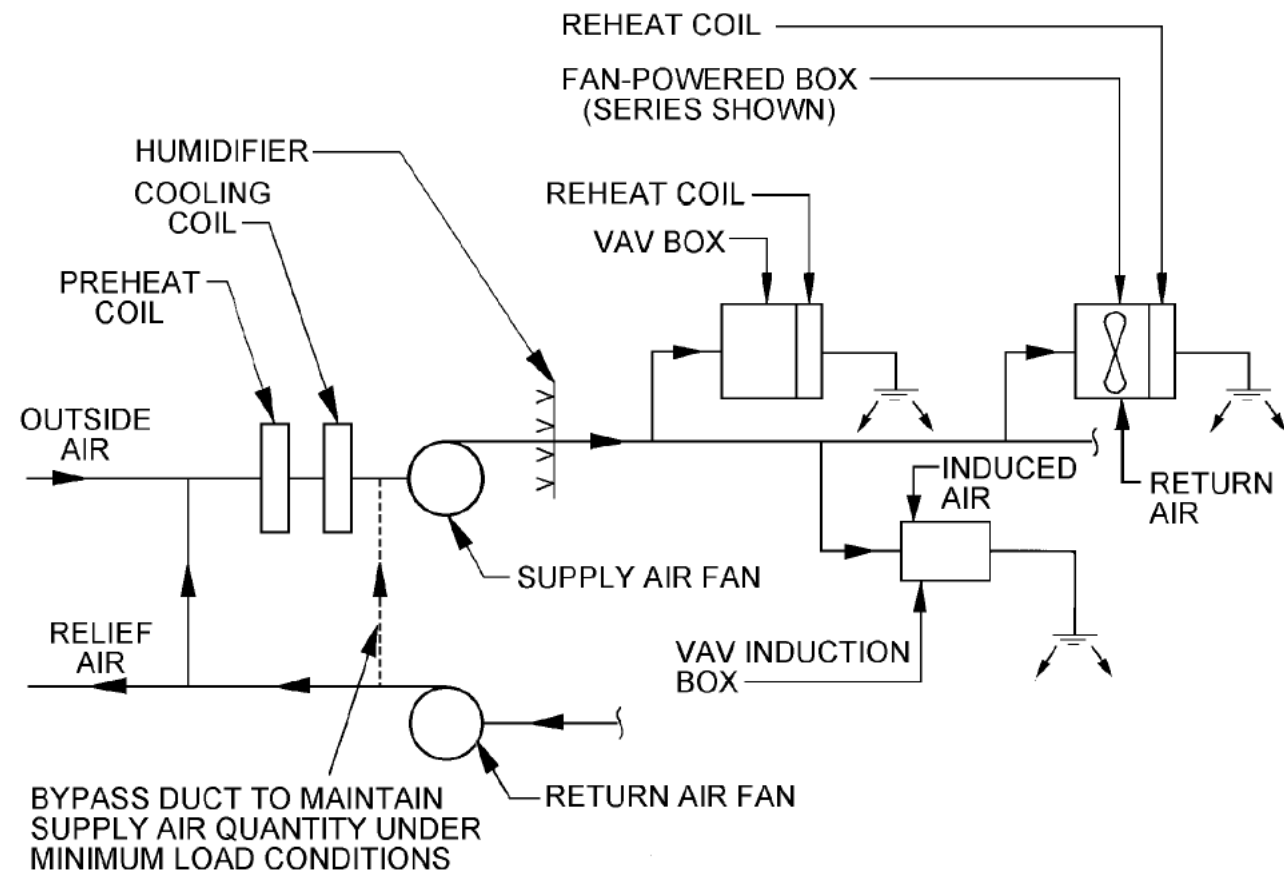 REHEAT COIL
FAN-POWERED BOX
(SERIES SHOWN)
HUMIDIFIER
COOLING
COIL
REHEAT COIL
VAV BOX
PREHEAT
COIL
OUTSIDE
AIR
INDUCED
AIR
RETURN
AIR
SUPPLY AIR FAN
RELIEF
AIR
VAV INDUCTION
BOX
BYPASS DUCT TO MAINTAIN
SUPPLY AIR QUANTITY UNDER
MINIMUM LOAD CONDITIONS
RETURN AIR FAN